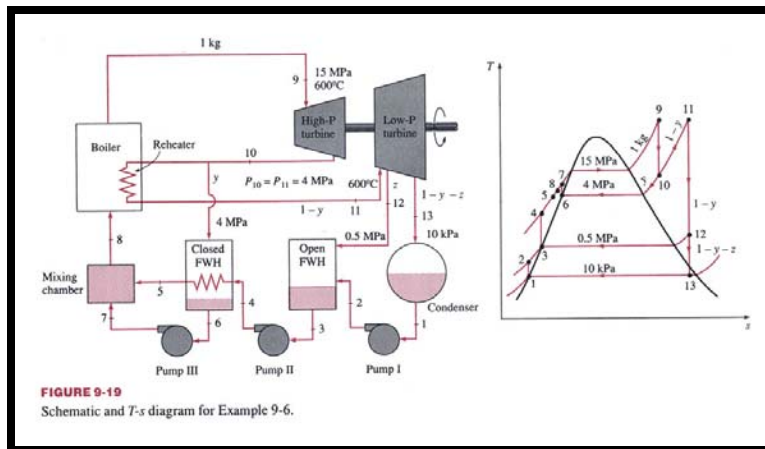 1 kg
9
15 MPa
600°C
High-P
turbine
Low-P
turbine
Boiler
Reheater
10
y
P10 = P11 = 4 MPa
600°C
z
1 – y
11
12
1 – y – z
13
4 MPa
0.5 MPa
10 kPa
8
Closed
FWH
Open
FWH
Mixing
chamber
5
4
2
Condenser
7
6
3
1
Pump III
Pump II
Pump I
T
9
11
1 kg
1 – y
15 MPa
7
8
5
4 MPa
y
10
6
4
1 – y
0.5 MPa
12
3
2
1 – y – z
10 kPa
1
13
s
FIGURE 9-19
Schematic and T-s diagram for Example 9-6.